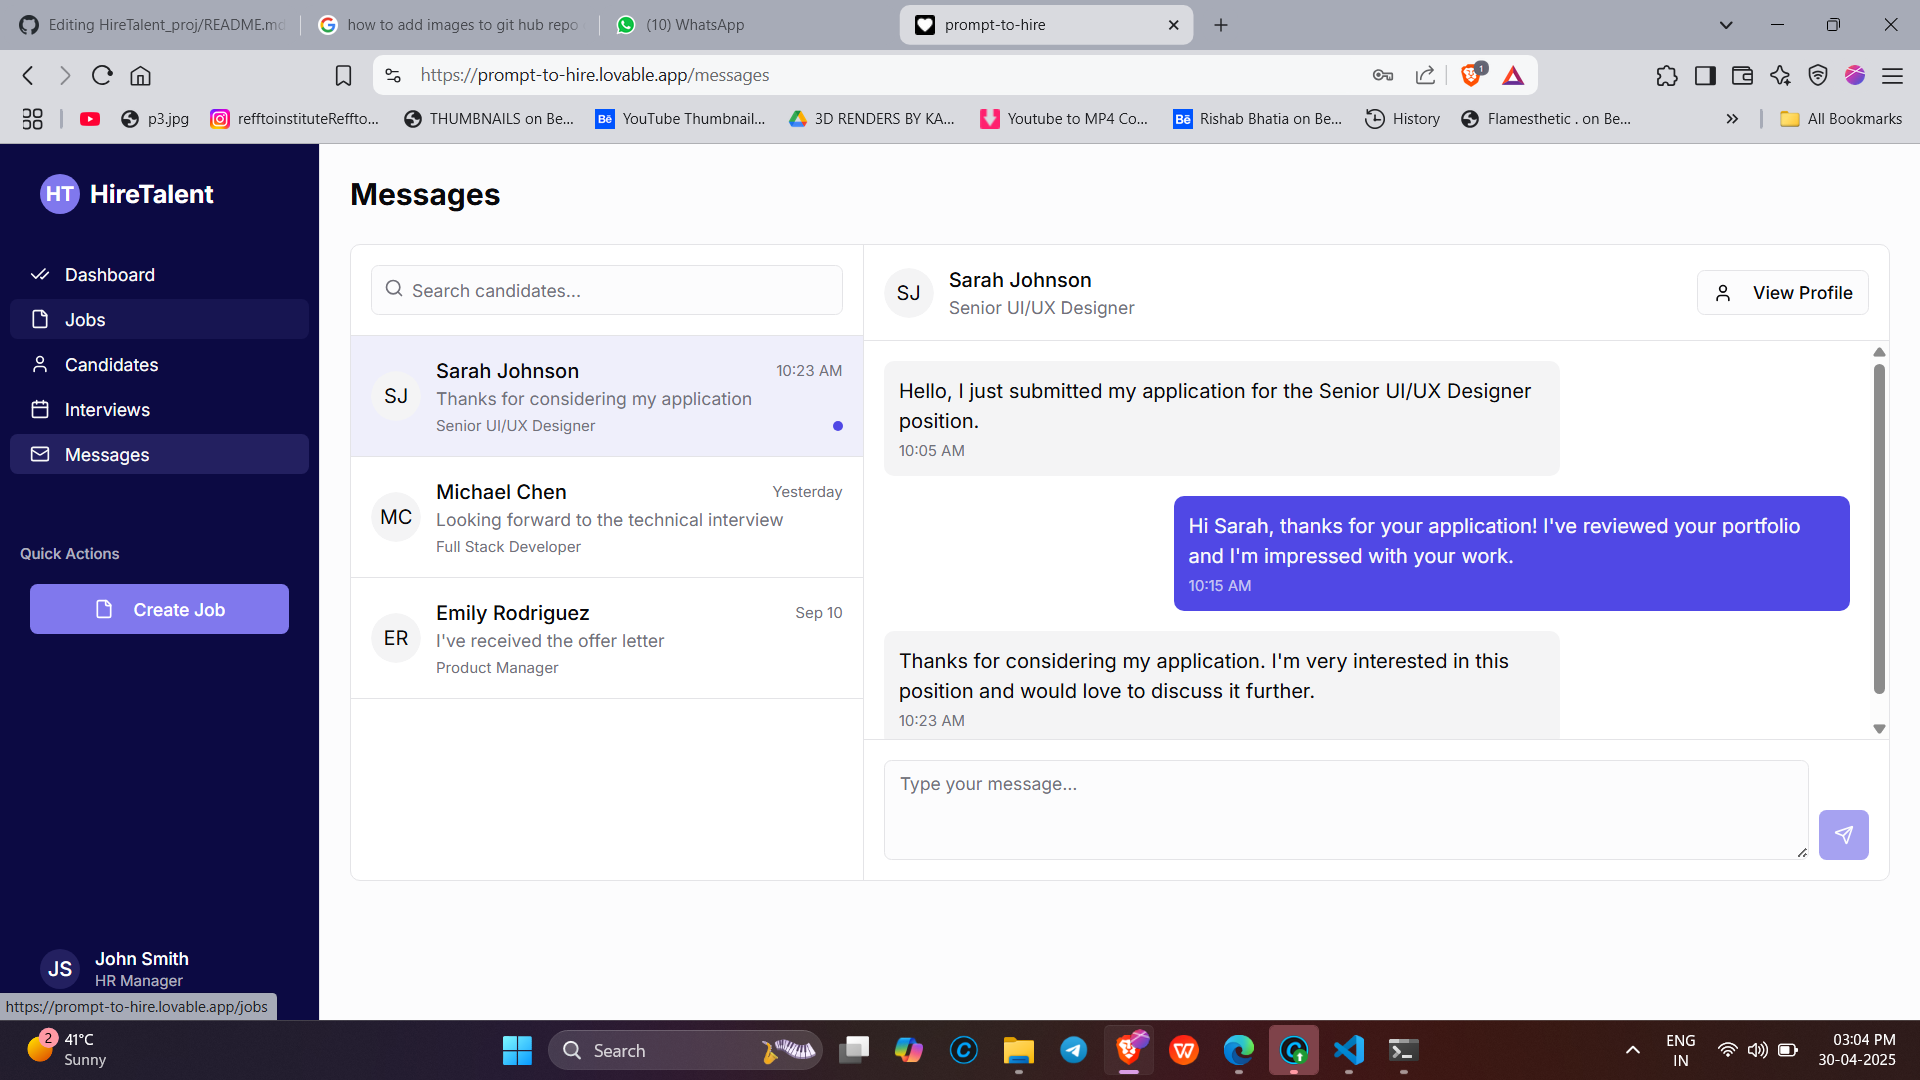 Editing HireTalent_proj/README.md
how to add images to git hub repo
(10) WhatsApp
prompt-to-hire
https://prompt-to-hire.lovable.app/messages
1
p3.jpg
refftoinstituteReffto...
THUMBNAILS on Be...
Bē
YouTube Thumbnail...
3D RENDERS BY KA...
Youtube to MP4 Co...
Bē
Rishab Bhatia on Be...
History
Flamesthetic . on Be...
All Bookmarks
HT HireTalent
Dashboard
Jobs
Candidates
Interviews
Messages
Quick Actions
Create Job
JS
John Smith
HR Manager
https://prompt-to-hire.lovable.app/jobs
Messages
Search candidates...
SJ
Sarah Johnson
10:23 AM
Thanks for considering my application
Senior UI/UX Designer
MC
Michael Chen
Yesterday
Looking forward to the technical interview
Full Stack Developer
ER
Emily Rodriguez
Sep 10
I've received the offer letter
Product Manager
SJ
Sarah Johnson
Senior UI/UX Designer
View Profile
Hello, I just submitted my application for the Senior UI/UX Designer
position.
10:05 AM
Hi Sarah, thanks for your application! I've reviewed your portfolio
and I'm impressed with your work.
10:15 AM
Thanks for considering my application. I'm very interested in this
position and would love to discuss it further.
10:23 AM
Type your message...
2
41°C
Sunny
Search
ENG
IN
03:04 PM
30-04-2025